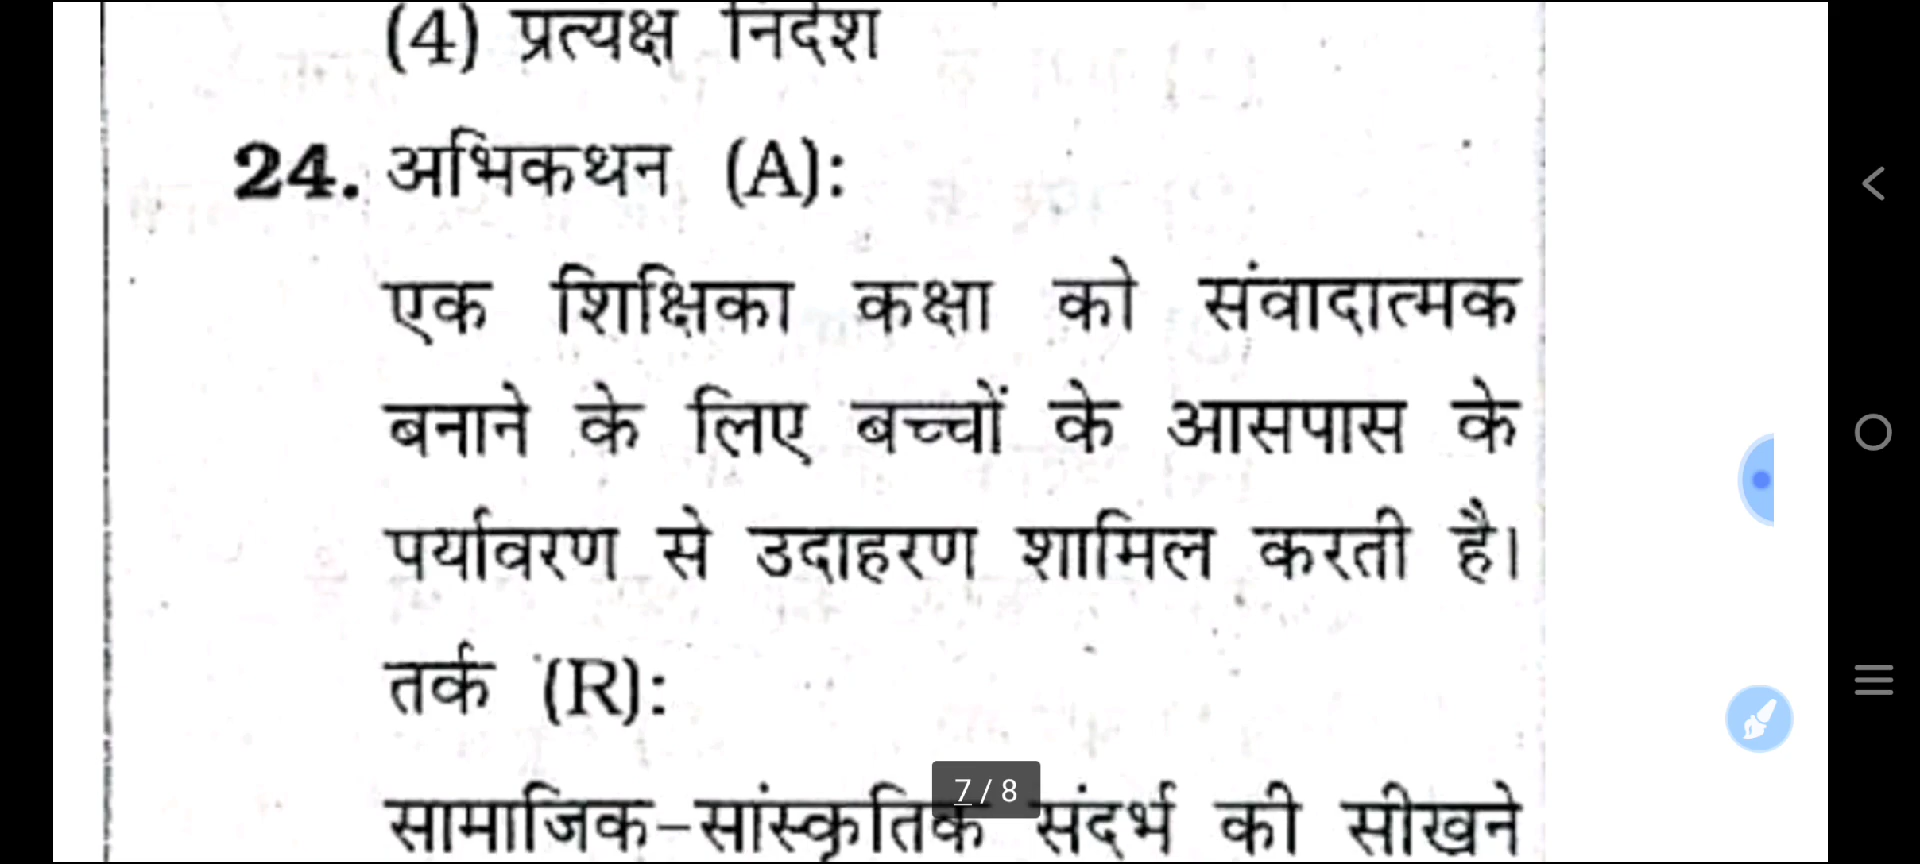 (4) प्रत्यक्ष निर्देश
24. अभिकथन (A):
एक शिक्षिका कक्षा को संवादात्मक
बनाने के लिए बच्चों के आसपास के
पर्यावरण से उदाहरण शामिल करती है।
तर्क (R):
7 / 8
सामाजिक-सांस्कृतिक संदर्भ की सीखने